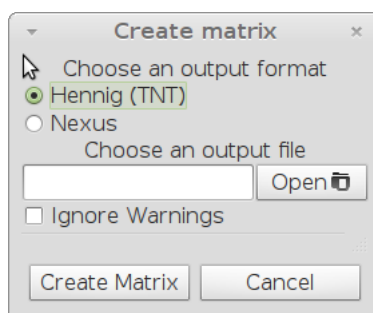 Create matrix
Choose an output format
Hennig (TNT)
Nexus
Choose an output file
Open
Ignore Warnings
Create Matrix Cancel